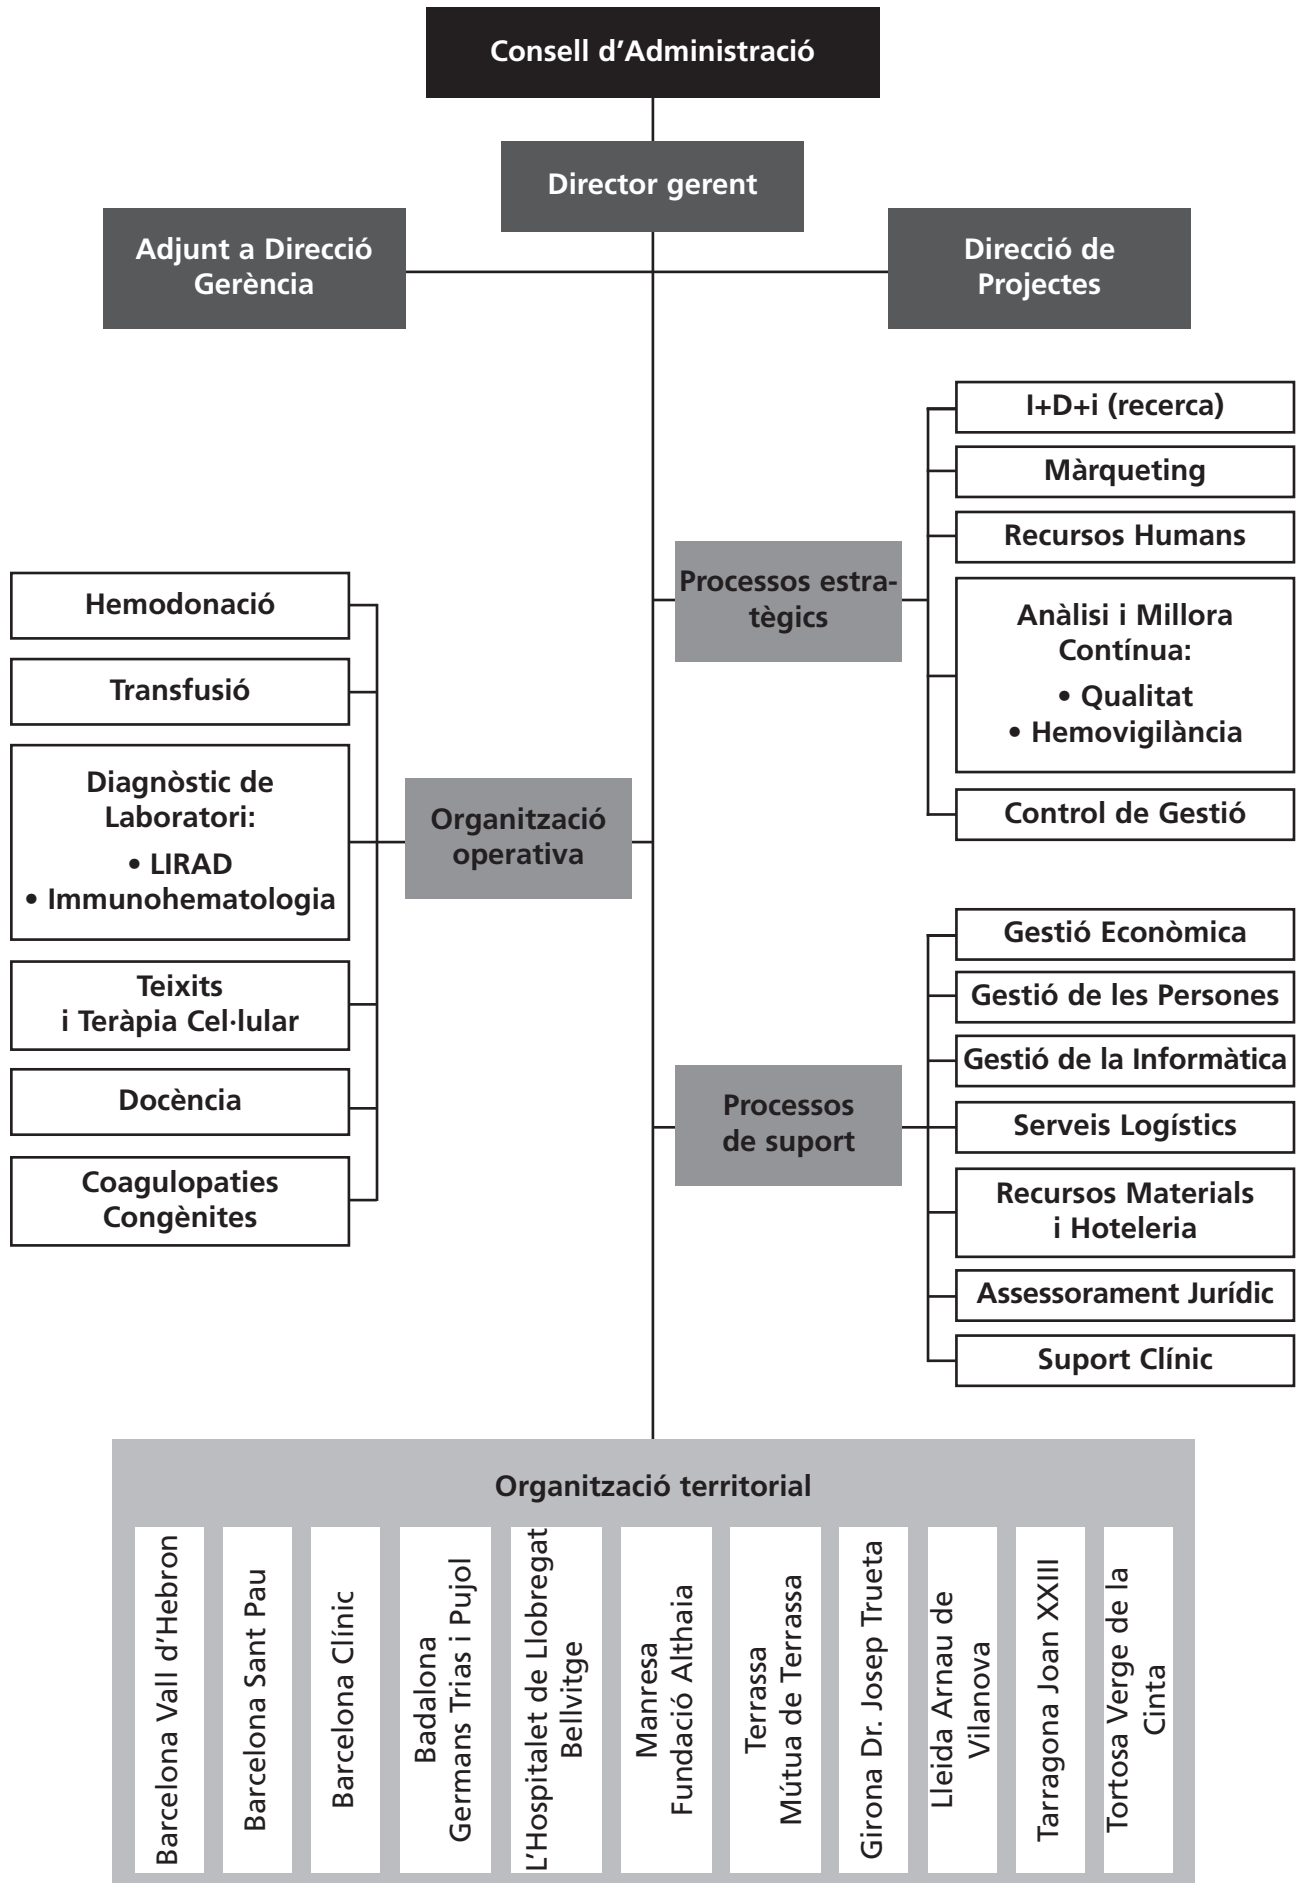 Consell d'Administració
Director gerent
Adjunt a Direcció
Gerència
Direcció de
Projectes
I+D+i (recerca)
Màrqueting
Recursos Humans
Processos estra-
tègics
Anàlisi i Millora
Contínua:
• Qualitat
• Hemovigilància
Control de Gestió
Hemodonació
Transfusió
Diagnòstic de
Laboratori:
• LIRAD
• Immunohematologia
Organització
operativa
Teixits
i Teràpia Cel·lular
Docència
Coagulopaties
Congènites
Gestió Econòmica
Gestió de les Persones
Gestió de la Informàtica
Processos
de suport
Serveis Logístics
Recursos Materials
i Hoteleria
Assessorament Jurídic
Suport Clínic
Organització territorial
Barcelona Vall d'Hebron
Barcelona Sant Pau
Barcelona Clínic
Badalona
Germans Trias i Pujol
L'Hospitalet de Llobregat
Bellvitge
Manresa
Fundació Althaia
Terrassa
Mútua de Terrassa
Girona Dr. Josep Trueta
Lleida Arnau de
Vilanova
Tarragona Joan XXIII
Tortosa Verge de la
Cinta